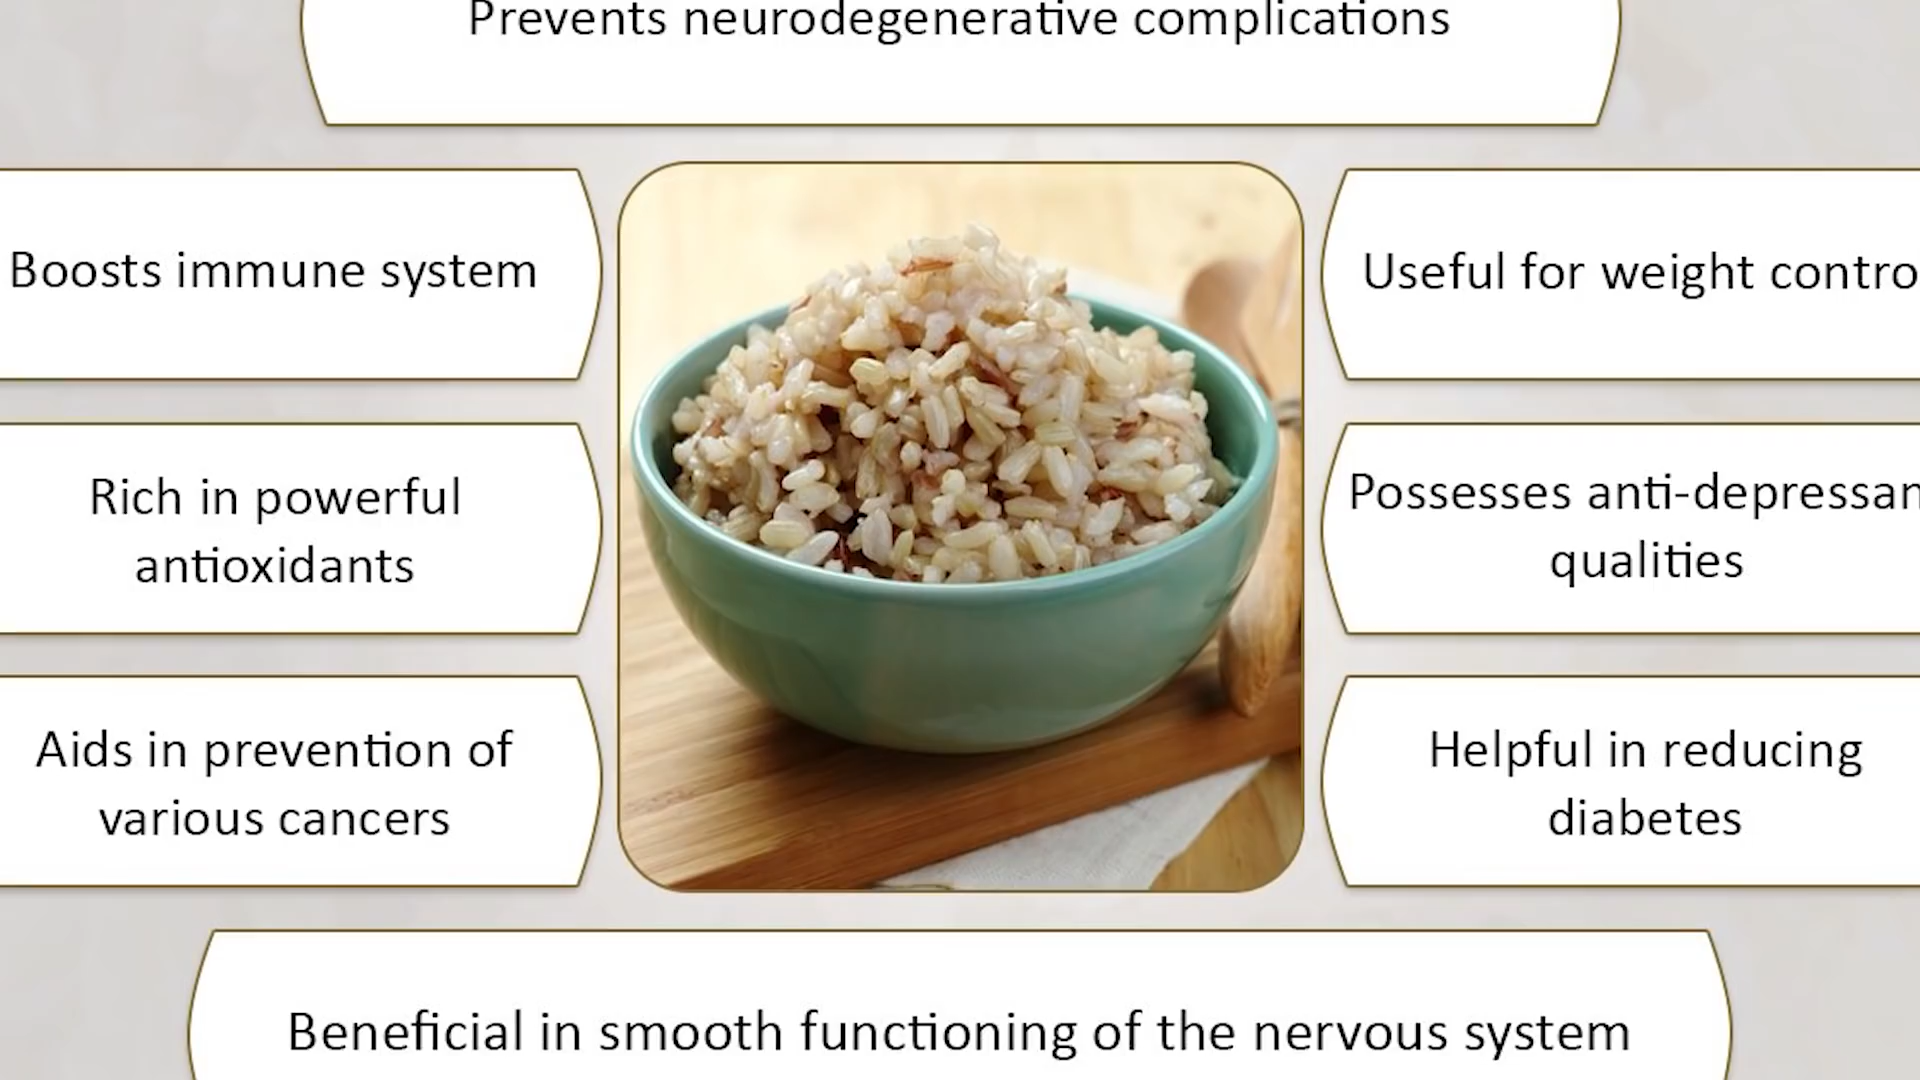 Prevents neurodegenerative complications
Boosts immune system
Useful for weight contro
Rich in powerful
antioxidants
Possesses anti-depressan
qualities
Aids in prevention of
various cancers
Helpful in reducing
diabetes
Beneficial in smooth functioning of the nervous system